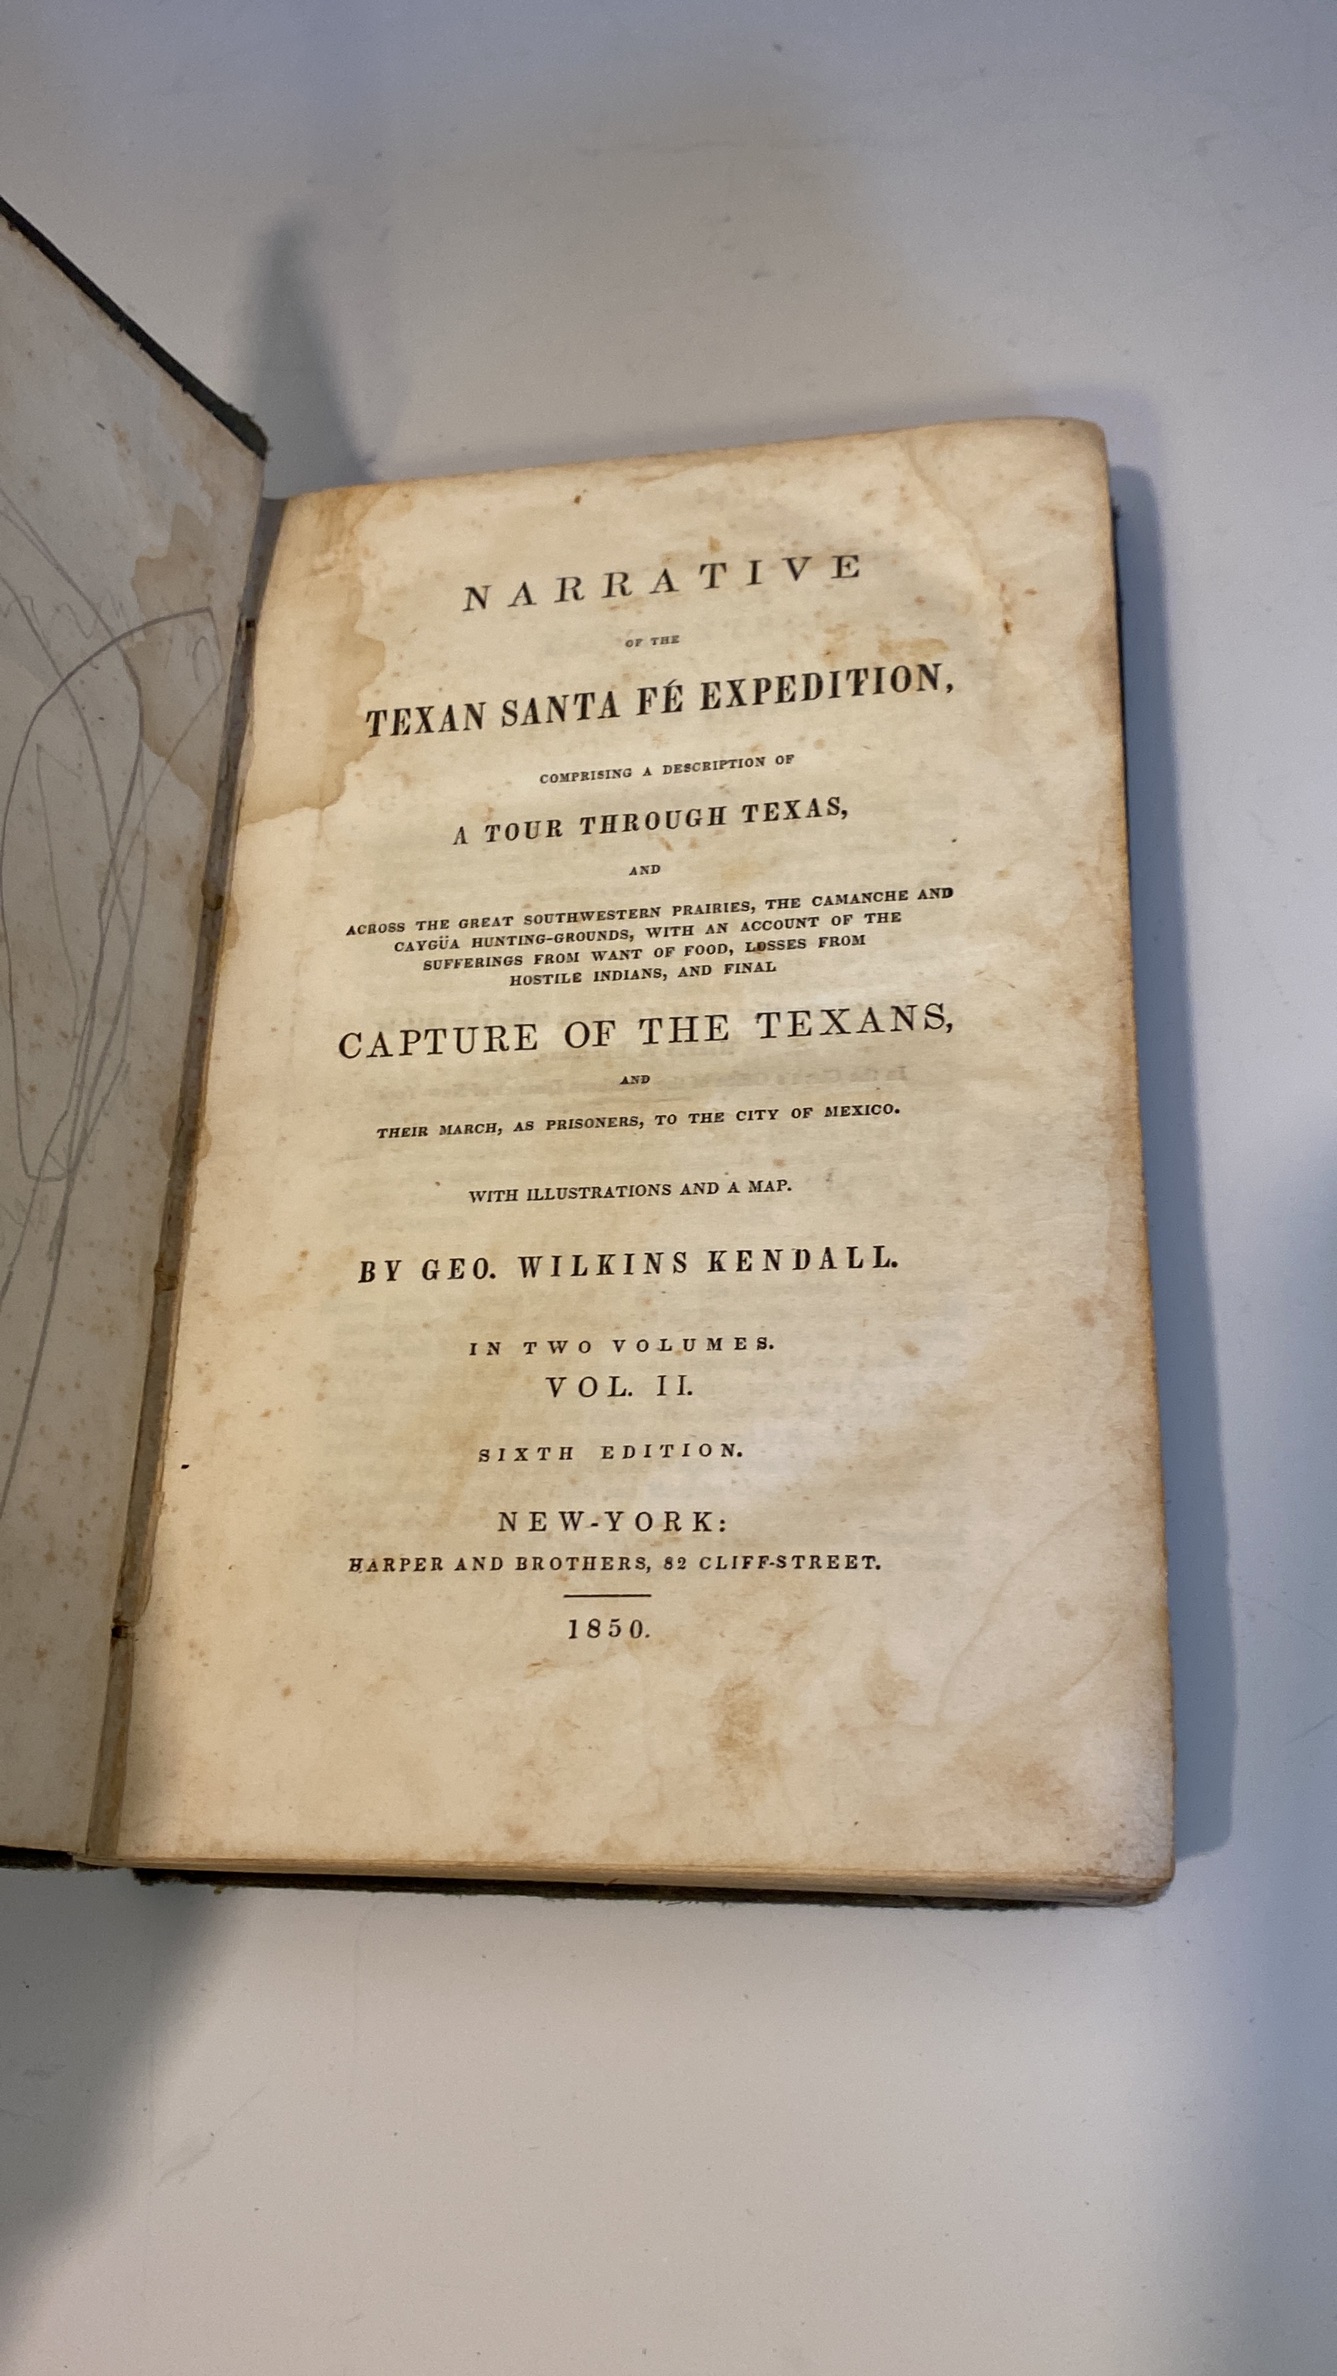 NARRATIVE
OF THE
TEXAN SANTA FÉ EXPEDITION,
COMPRISING A DESCRIPTION OF
A TOUR THROUGH TEXAS,
AND
ACROSS THE GREAT SOUTHWESTERN PRAIRIES, THE CAMANCHE AND
CAYGÜA HUNTING-GROUNDS, WITH AN ACCOUNT OF THE
SUFFERINGS FROM WANT OF FOOD, LOSSES FROM
HOSTILE INDIANS, AND FINAL
CAPTURE OF THE TEXANS,
AND
THEIR MARCH, AS PRISONERS, TO THE CITY OF MEXICO.
WITH ILLUSTRATIONS AND A MAP.
BY GEO. WILKINS KENDALL.
IN TWO VOLUMES.
VOL. II.
SIXTH EDITION.
NEW-YORK:
HARPER AND BROTHERS, 82 CLIFF-STREET.
1850.